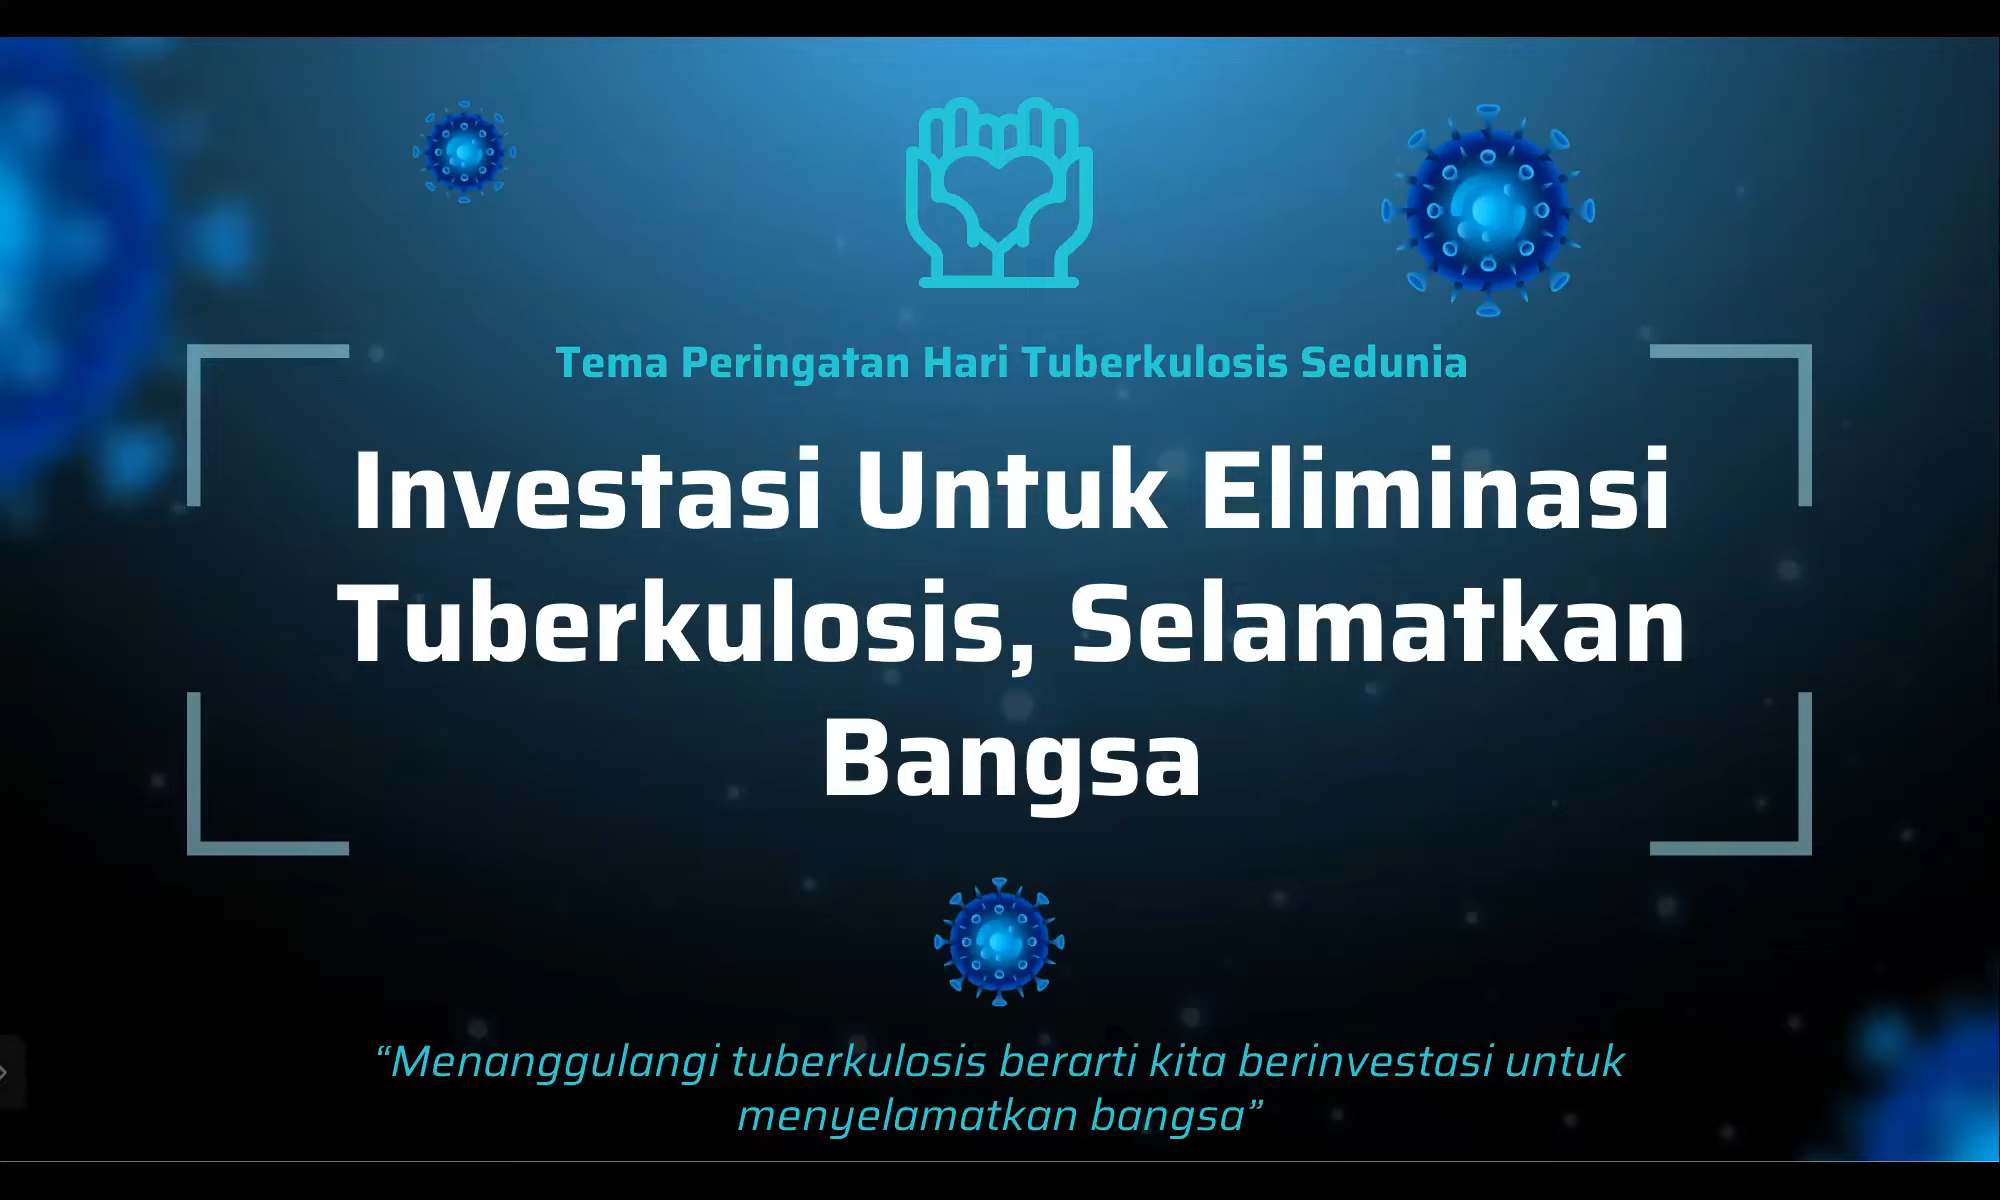 Tema Peringatan Hari Tuberkulosis Sedunia
Investasi Untuk Eliminasi
Tuberkulosis, Selamatkan
Bangsa
“Menanggulangi tuberkulosis berarti kita berinvestasi untuk
menyelamatkan bangsa”